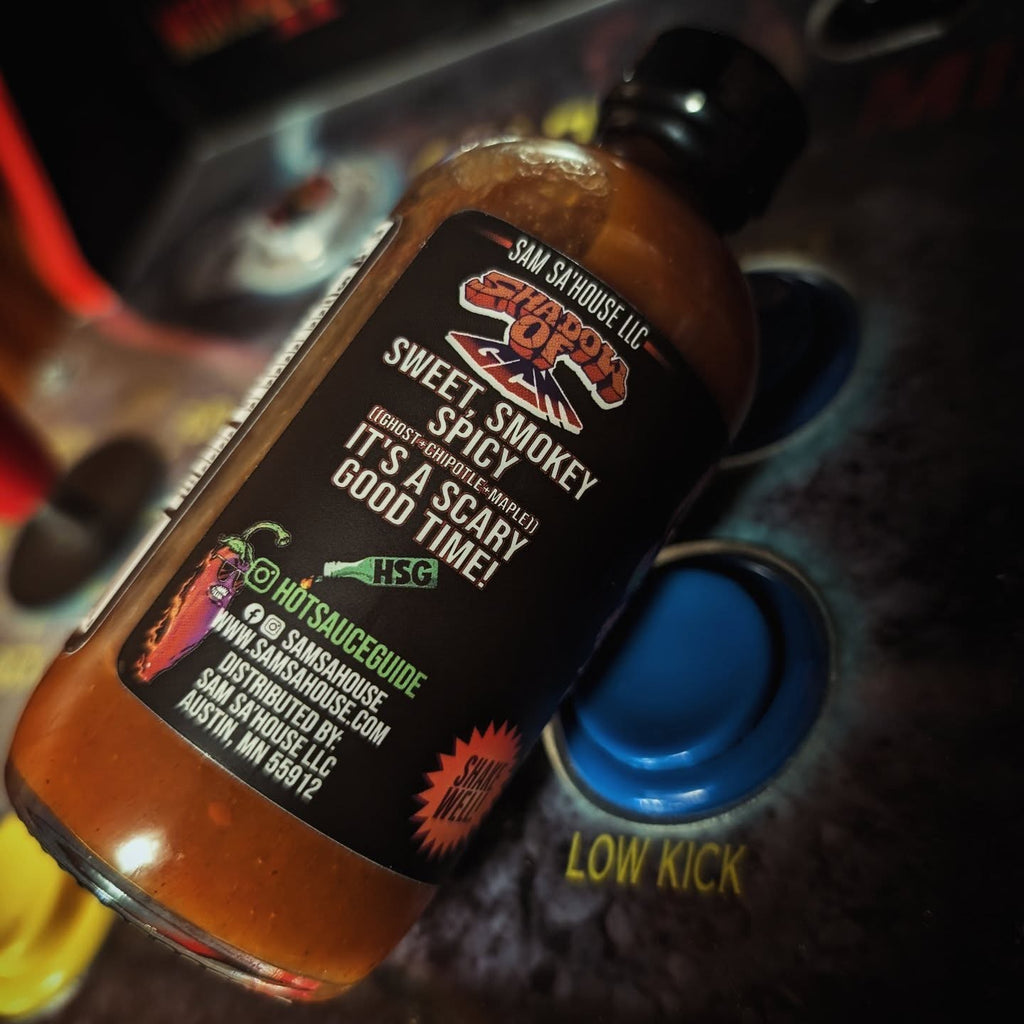 SAM SA'HOUSE LLC
SHADOW
OF
SWEET, SMOKEY
SPICY
[[GHOST+CHIPOTLE+MAPLE]]
IT'S A SCARY
GOOD TIME!
HSG
HOTSAUCEGUIDE
SAMSAHOUSE
WWW.SAMSAHOUSE.COM
DISTRIBUTED BY:
SAM SA'HOUSE LLC
AUSTIN, MN 55912
SHAKE
WELL!
LOW KICK